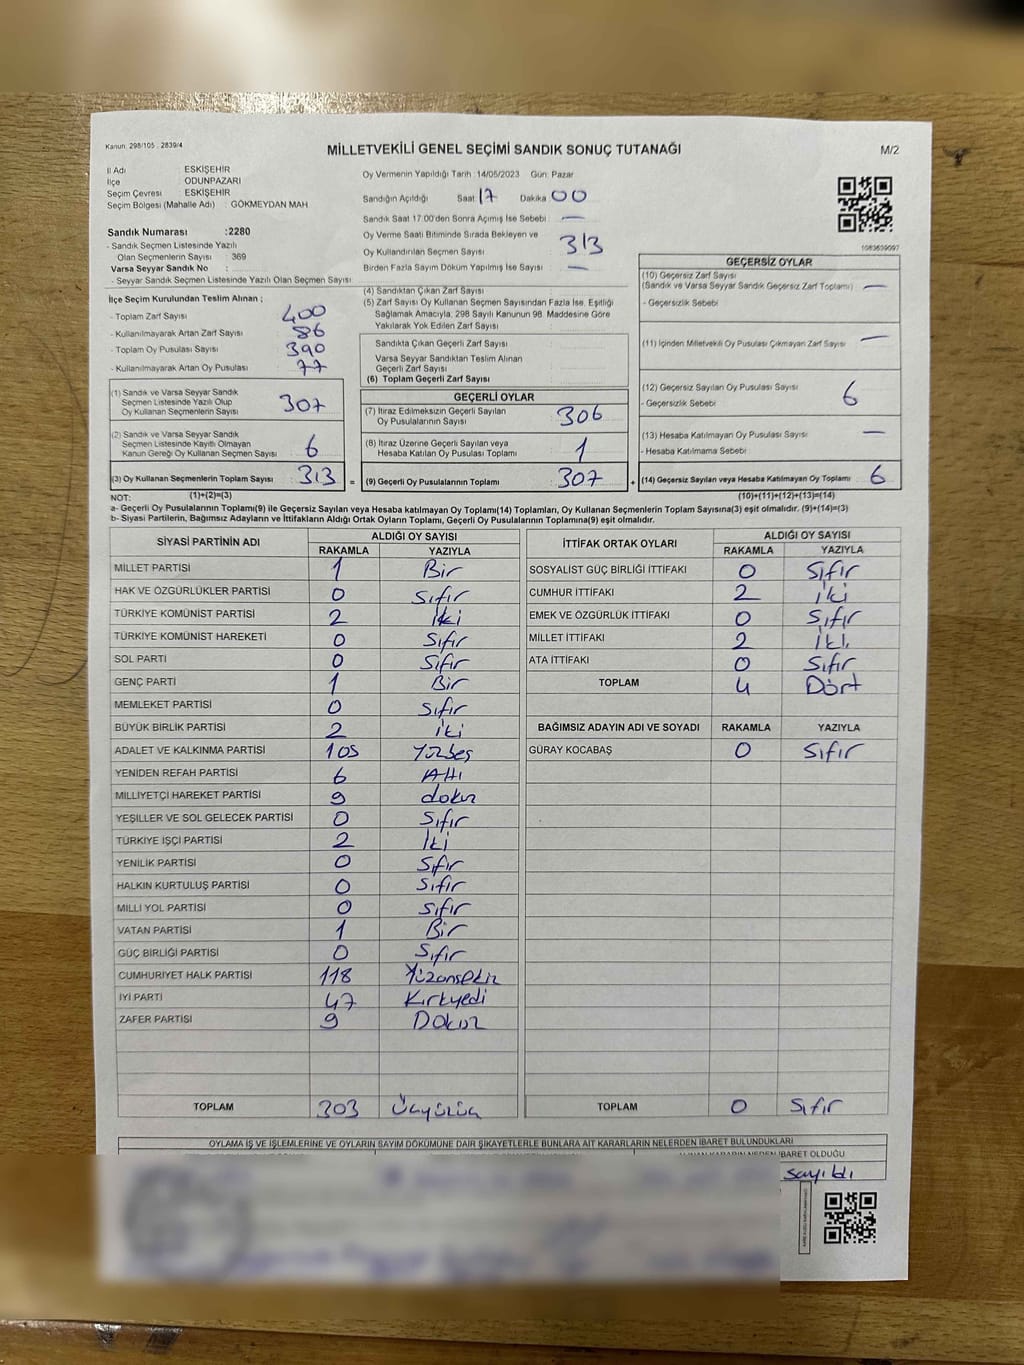 Kanun: 298/105 - 2839/4
MİLLETVEKİLİ GENEL SEÇİMİ SANDIK SONUÇ TUTANAĞI
M/2
İl Adı ESKİŞEHİR
İlçe ODUNPAZARI
Seçim Çevresi ESKİŞEHİR
Seçim Bölgesi (Mahalle Adı) : GÖKMEYDAN MAH
Sandık Numarası :2280
- Sandık Seçmen Listesinde Yazılı
Olan Seçmenlerin Sayısı : 369
Varsa Seyyar Sandık No :
- Seyyar Sandık Seçmen Listesinde Yazılı Olan Seçmen Sayısı
Oy Vermenin Yapıldığı Tarih : 14/05/2023 Gün: Pazar
Sandığın Açıldığı Saat 17 Dakika 00
Sandık Saat 17.00'den Sonra Açılmış İse Sebebi —
Oy Verme Saati Bitiminde Sırada Bekleyen ve
Oy Kullandırılan Seçmen Sayısı 313
Birden Fazla Sayım Döküm Yapılmış İse Sayısı —
1083639097
İlçe Seçim Kurulundan Teslim Alınan ;
- Toplam Zarf Sayısı 400
- Kullanılmayarak Artan Zarf Sayısı 86
- Toplam Oy Pusulası Sayısı 390
- Kullanılmayarak Artan Oy Pusulası 77
(1) Sandık ve Varsa Seyyar Sandık
Seçmen Listesinde Yazılı Olup
Oy Kullanan Seçmenlerin Sayısı 307
(2) Sandık ve Varsa Seyyar Sandık
Seçmen Listesinde Kayıtlı Olmayan
Kanun Gereği Oy Kullanan Seçmen Sayısı 6
(3) Oy Kullanan Seçmenlerin Toplam Sayısı 313 =
(4) Sandıktan Çıkan Zarf Sayısı
(5) Zarf Sayısı Oy Kullanan Seçmen Sayısından Fazla İse, Eşitliği
Sağlamak Amacıyla, 298 Sayılı Kanunun 98. Maddesine Göre
Yakılarak Yok Edilen Zarf Sayısı
Sandıkta Çıkan Geçerli Zarf Sayısı
Varsa Seyyar Sandıktan Teslim Alınan
Geçerli Zarf Sayısı
(6) Toplam Geçerli Zarf Sayısı
GEÇERLİ OYLAR
(7) İtiraz Edilmeksizin Geçerli Sayılan
Oy Pusulalarının Sayısı 306
(8) İtiraz Üzerine Geçerli Sayılan veya
Hesaba Katılan Oy Pusulası Toplamı 1
(9) Geçerli Oy Pusulalarının Toplamı 307 +
GEÇERSİZ OYLAR
(10) Geçersiz Zarf Sayısı
(Sandık ve Varsa Seyyar Sandık Geçersiz Zarf Toplamı) —
- Geçersizlik Sebebi
(11) İçinden Milletvekili Oy Pusulası Çıkmayan Zarf Sayısı —
(12) Geçersiz Sayılan Oy Pusulası Sayısı 6
- Geçersizlik Sebebi
(13) Hesaba Katılmayan Oy Pusulası Sayısı —
- Hesaba Katılmama Sebebi
(14) Geçersiz Sayılan veya Hesaba Katılmayan Oy Toplamı 6
NOT: (1)+(2)=(3) (10)+(11)+(12)+(13)=(14)
a- Geçerli Oy Pusulalarının Toplamı(9) ile Geçersiz Sayılan veya Hesaba katılmayan Oy Toplamı(14) Toplamları, Oy Kullanan Seçmenlerin Toplam Sayısına(3) eşit olmalıdır. (9)+(14)=(3)
b- Siyasi Partilerin, Bağımsız Adayların ve İttifakların Aldığı Ortak Oyların Toplamı, Geçerli Oy Pusulalarının Toplamına(9) eşit olmalıdır.
SİYASİ PARTİNİN ADI ALDIĞI OY SAYISI
RAKAMLA YAZIYLA
MİLLET PARTİSİ 1 Bir
HAK VE ÖZGÜRLÜKLER PARTİSİ 0 Sıfır
TÜRKİYE KOMÜNİST PARTİSİ 2 İki
TÜRKİYE KOMÜNİST HAREKETİ 0 Sıfır
SOL PARTİ 0 Sıfır
GENÇ PARTİ 1 Bir
MEMLEKET PARTİSİ 0 Sıfır
BÜYÜK BİRLİK PARTİSİ 2 iki
ADALET VE KALKINMA PARTİSİ 105 Yüzbeş
YENİDEN REFAH PARTİSİ 6 Altı
MİLLİYETÇİ HAREKET PARTİSİ 9 dokuz
YEŞİLLER VE SOL GELECEK PARTİSİ 0 Sıfır
TÜRKİYE İŞÇİ PARTİSİ 2 İki
YENİLİK PARTİSİ 0 Sıfır
HALKIN KURTULUŞ PARTİSİ 0 Sıfır
MİLLİ YOL PARTİSİ 0 Sıfır
VATAN PARTİSİ 1 Bir
GÜÇ BİRLİĞİ PARTİSİ 0 Sıfır
CUMHURİYET HALK PARTİSİ 118 Yüzonsekiz
İYİ PARTİ 47 Kırkyedi
ZAFER PARTİSİ 9 Dokuz
TOPLAM 303 Üçyüzüç
İTTİFAK ORTAK OYLARI ALDIĞI OY SAYISI
RAKAMLA YAZIYLA
SOSYALİST GÜÇ BİRLİĞİ İTTİFAKI 0 Sıfır
CUMHUR İTTİFAKI 2 iki
EMEK VE ÖZGÜRLÜK İTTİFAKI 0 Sıfır
MİLLET İTTİFAKI 2 İki
ATA İTTİFAKI 0 Sıfır
TOPLAM 4 Dört
BAĞIMSIZ ADAYIN ADI VE SOYADI RAKAMLA YAZIYLA
GÜRAY KOCABAŞ 0 Sıfır
TOPLAM 0 Sıfır
OYLAMA İŞ VE İŞLEMLERİNE VE OYLARIN SAYIM DÖKÜMÜNE DAİR ŞİKAYETLERLE BUNLARA AİT KARARLARIN NELERDEN İBARET BULUNDUKLARI
ALINAN KARARIN NEDEN İBARET OLDUĞU
sayıldı